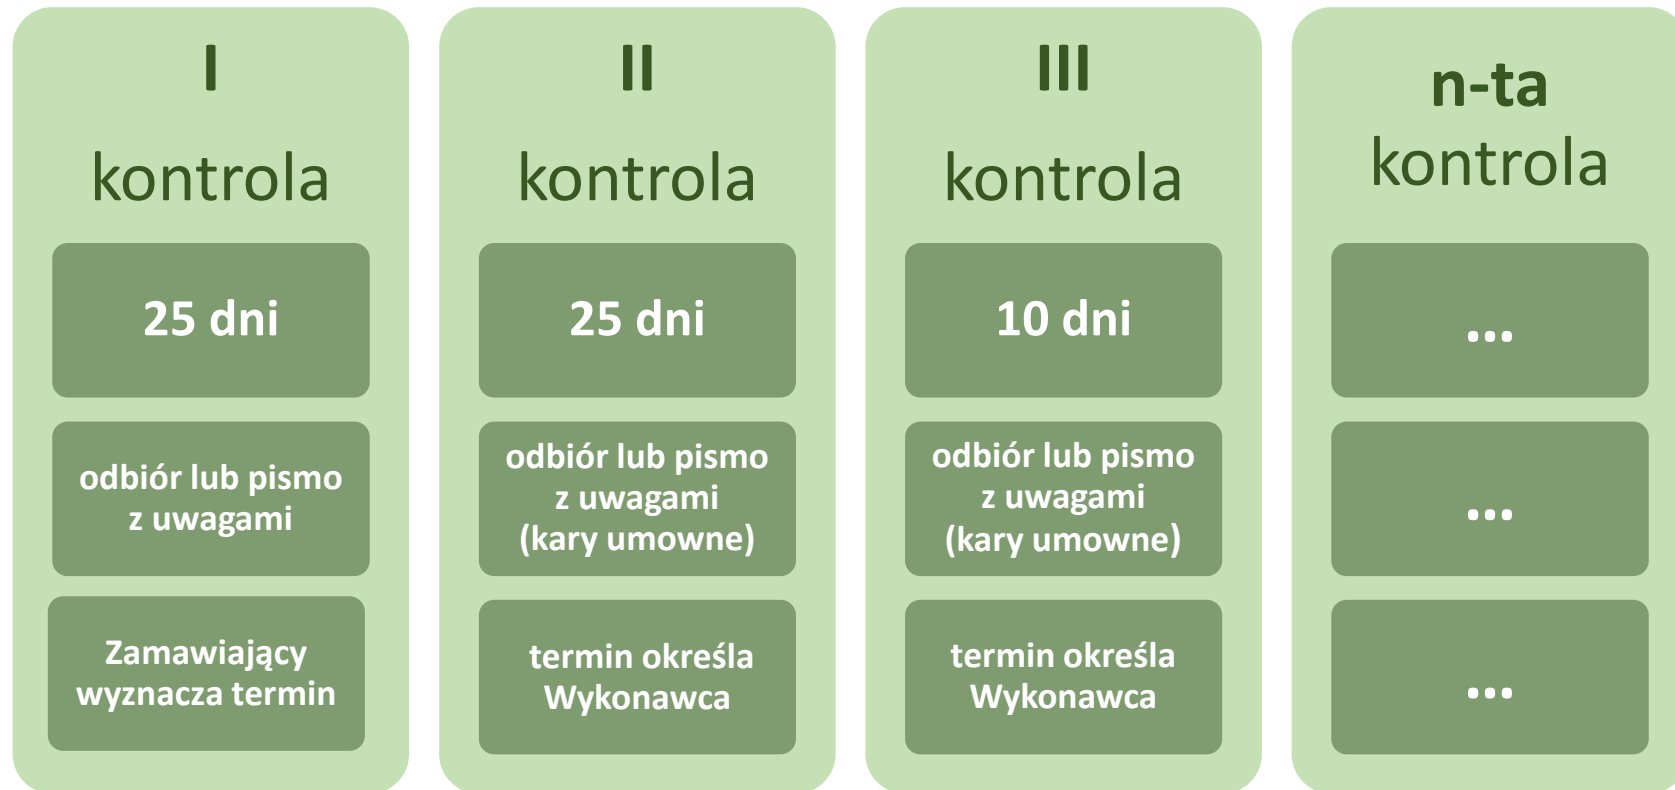 I
kontrola
25 dni
odbiór lub pismo
z uwagami
Zamawiający
wyznacza termin
II
kontrola
25 dni
odbiór lub pismo
z uwagami
(kary umowne)
termin określa
Wykonawca
III
kontrola
10 dni
odbiór lub pismo
z uwagami
(kary umowne)
termin określa
Wykonawca
n-ta
kontrola
...
...
...